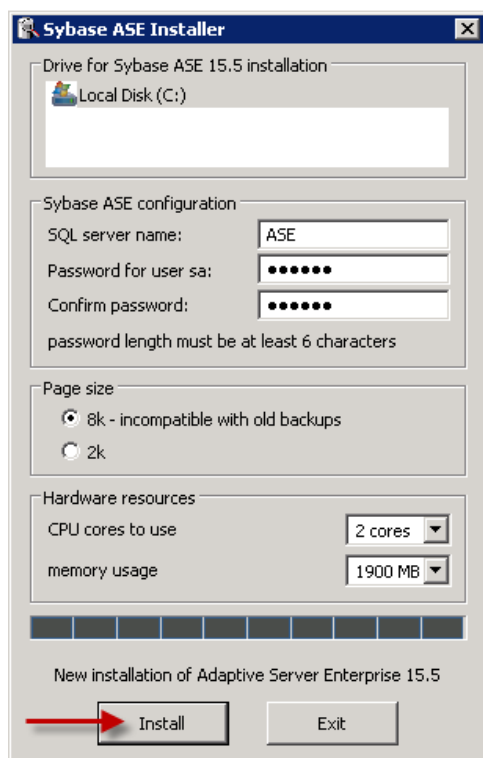 Sybase ASE Installer
Drive for Sybase ASE 15.5 installation
Local Disk (C:)
Sybase ASE configuration
SQL server name: ASE
Password for user sa: ●●●●●●
Confirm password: ●●●●●●
password length must be at least 6 characters
Page size
8k - incompatible with old backups
2k
Hardware resources
CPU cores to use 2 cores
memory usage 1900 MB
New installation of Adaptive Server Enterprise 15.5
Install Exit